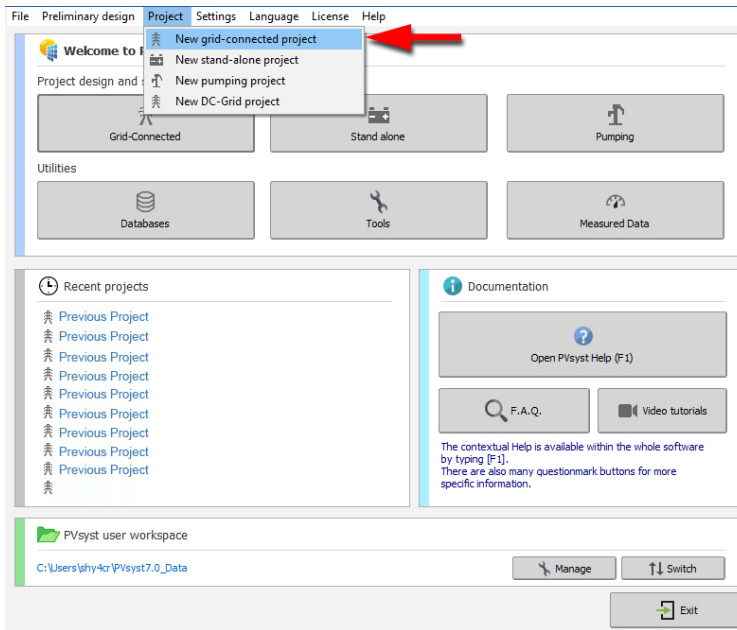 File Preliminary design Project Settings Language License Help
New grid-connected project
New stand-alone project
New pumping project
New DC-Grid project
Welcome to
Project design and
Grid-Connected
Stand alone
Pumping
Utilities
Databases
Tools
Measured Data
Recent projects
Previous Project
Previous Project
Previous Project
Previous Project
Previous Project
Previous Project
Previous Project
Previous Project
Previous Project
Documentation
Open PVsyst Help (F1)
F.A.Q.
Video tutorials
The contextual Help is available within the whole software
by typing [F1].
There are also many questionmark buttons for more
specific information.
PVsyst user workspace
C:\Users\shy4cr\PVsyst7.0_Data
Manage
Switch
Exit